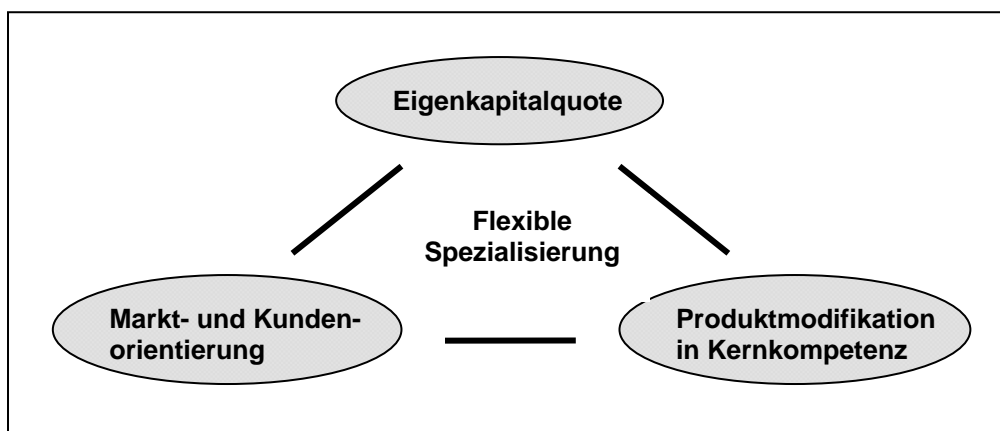 Eigenkapitalquote
Flexible
Spezialisierung
Markt- und Kunden-
orientierung
Produktmodifikation
in Kernkompetenz